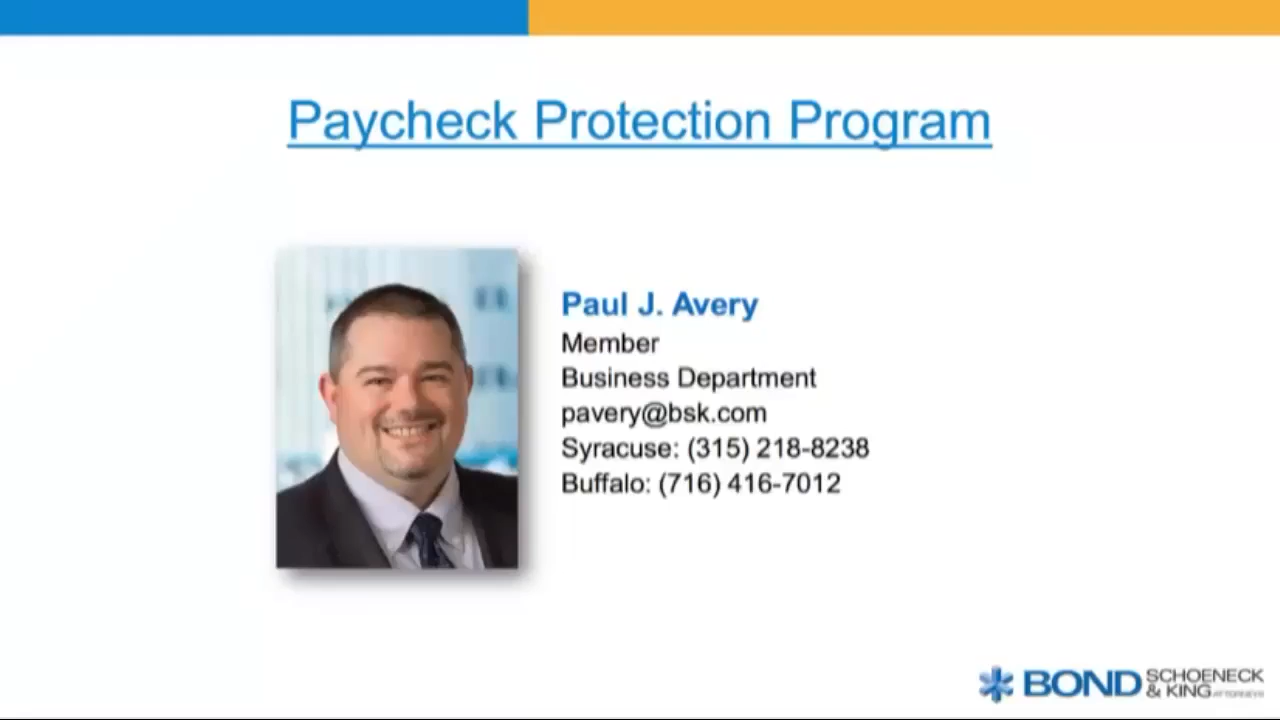 Paycheck Protection Program
Paul J. Avery
Member
Business Department
pavery@bsk.com
Syracuse: (315) 218-8238
Buffalo: (716) 416-7012
BOND SCHOENECK
& KING ATTORNEYS